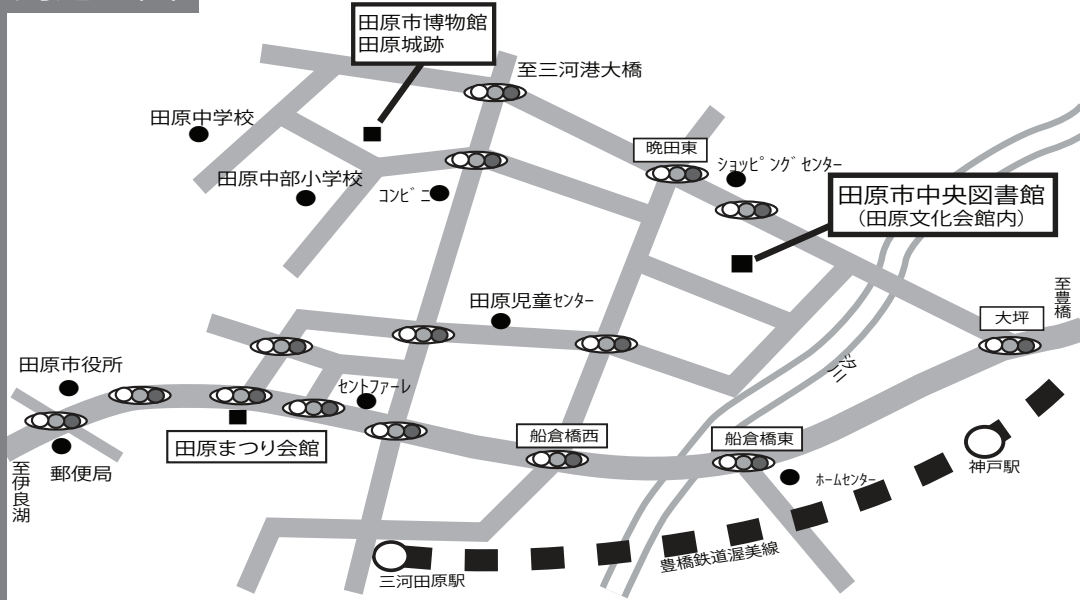 田原市博物館
田原城跡
至三河港大橋
田原中学校
晩田東
ショッピングセンター
田原中部小学校
コンビニ
田原市中央図書館
（田原文化会館内）
田原児童センター
至豊橋
大坪
田原市役所
汐川
セントファーレ
田原まつり会館
船倉橋西
船倉橋東
郵便局
至伊良湖
ホームセンター
神戸駅
豊橋鉄道渥美線
三河田原駅